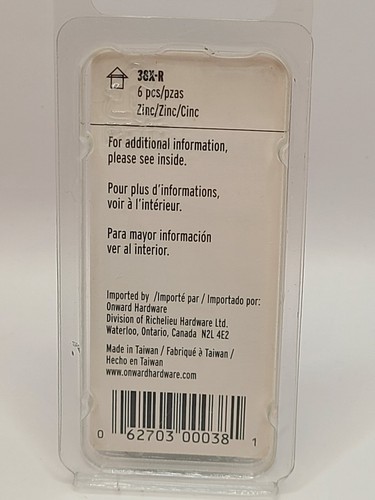 38X-R
6 pcs/pzas
Zinc/Zinc/Cinc
For additional information,
please see inside.
Pour plus d'informations,
voir à l'intérieur.
Para mayor información
ver al interior.
Imported by /Importé par / Importado por:
Onward Hardware
Division of Richelieu Hardware Ltd.
Waterloo, Ontario, Canada N2L 4E2
Made in Taiwan / Fabriqué à Taiwan /
Hecho en Taiwan
www.onwardhardware.com
0 62703 00038 1